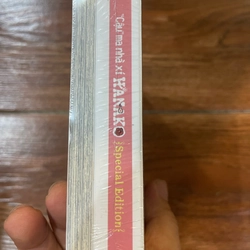 "Cậu" ma nhà xí HANAKO
Special Edition